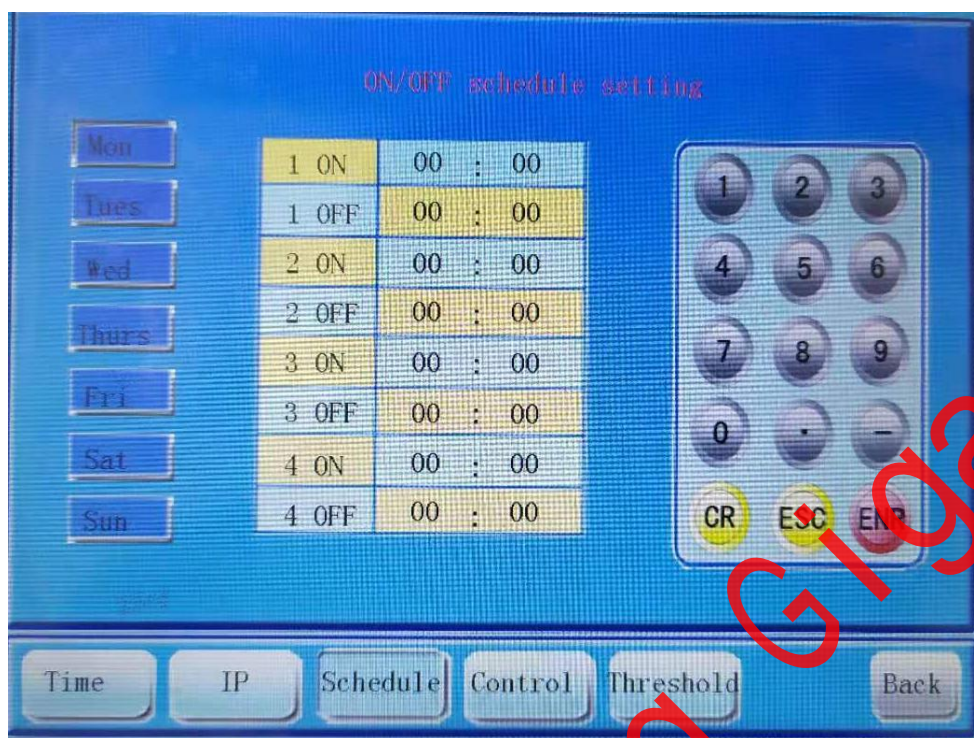 ON/OFF schedule setting
Mon
Tues
Wed
Thurs
Fri
Sat
Sun
1 ON 00 : 00
1 OFF 00 : 00
2 ON 00 : 00
2 OFF 00 : 00
3 ON 00 : 00
3 OFF 00 : 00
4 ON 00 : 00
4 OFF 00 : 00
1 2 3
4 5 6
7 8 9
0 . −
CR ESC
Time IP Schedule Control Threshold Back